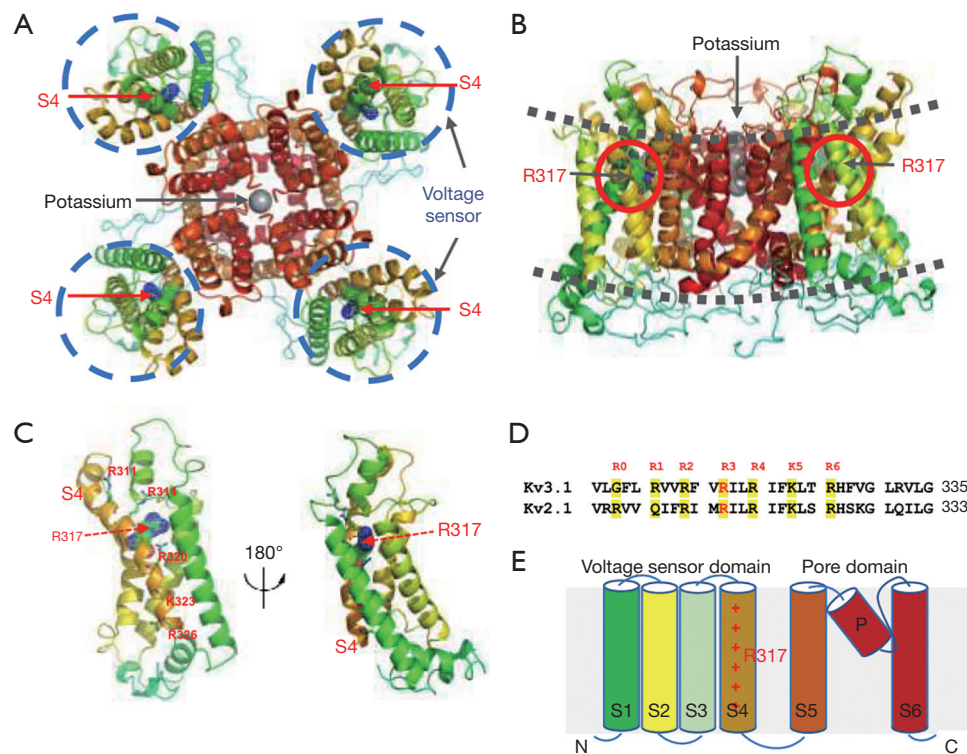 A
S4
S4
Potassium
Voltage
sensor
S4
S4
B
Potassium
R317
R317
C
R311
S4
R314
R317
R320
K323
R326
180°
R317
S4
D
R0 R1 R2 R3 R4 K5 R6
Kv3.1 VLGFL RVVRF VRILR IFKLT RHFVG LRVLG 335
Kv2.1 VRRVV QIFRI MRILR IFKLS RHSKG LQILG 333
E
Voltage sensor domain Pore domain
P
R317
S1 S2 S3 S4 S5 S6
N C